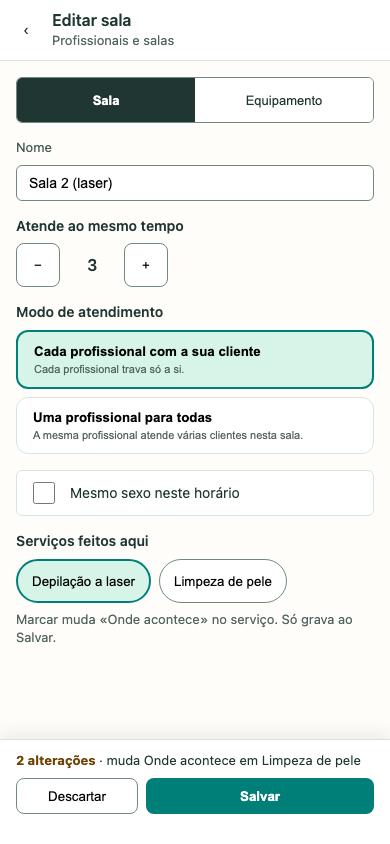 ‹
Editar sala
Profissionais e salas
Sala
Equipamento
Nome
Sala 2 (laser)
Atende ao mesmo tempo
− 3 +
Modo de atendimento
Cada profissional com a sua cliente
Cada profissional trava só a si.
Uma profissional para todas
A mesma profissional atende várias clientes nesta sala.
Mesmo sexo neste horário
Serviços feitos aqui
Depilação a laser
Limpeza de pele
Marcar muda «Onde acontece» no serviço. Só grava ao
Salvar.
2 alterações · muda Onde acontece em Limpeza de pele
Descartar
Salvar